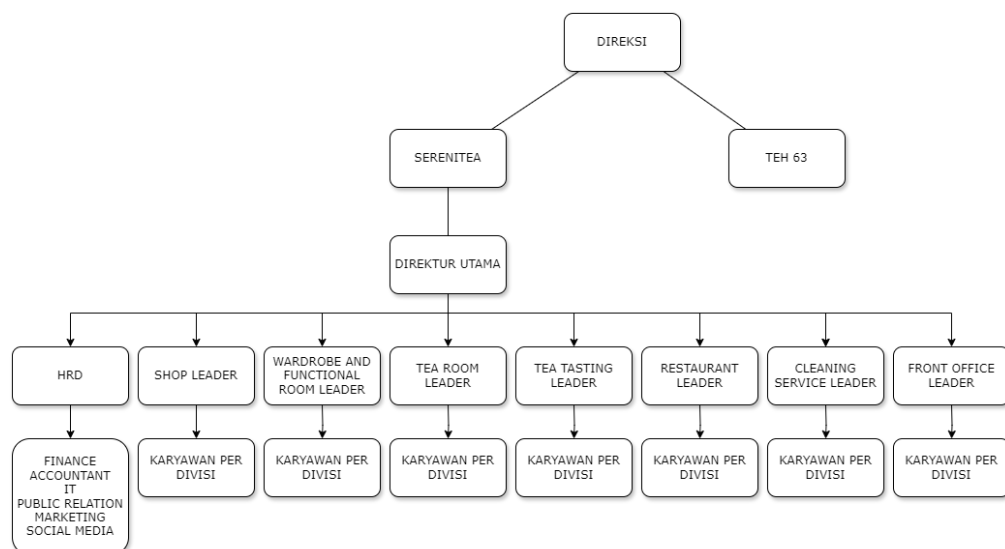 DIREKSI
SERENITEA
TEH 63
DIREKTUR UTAMA
HRD
SHOP LEADER
WARDROBE AND
FUNCTIONAL
ROOM LEADER
TEA ROOM
LEADER
TEA TASTING
LEADER
RESTAURANT
LEADER
CLEANING
SERVICE LEADER
FRONT OFFICE
LEADER
FINANCE
ACCOUNTANT
IT
PUBLIC RELATION
MARKETING
SOCIAL MEDIA
KARYAWAN PER
DIVISI
KARYAWAN PER
DIVISI
KARYAWAN PER
DIVISI
KARYAWAN PER
DIVISI
KARYAWAN PER
DIVISI
KARYAWAN PER
DIVISI
KARYAWAN PER
DIVISI